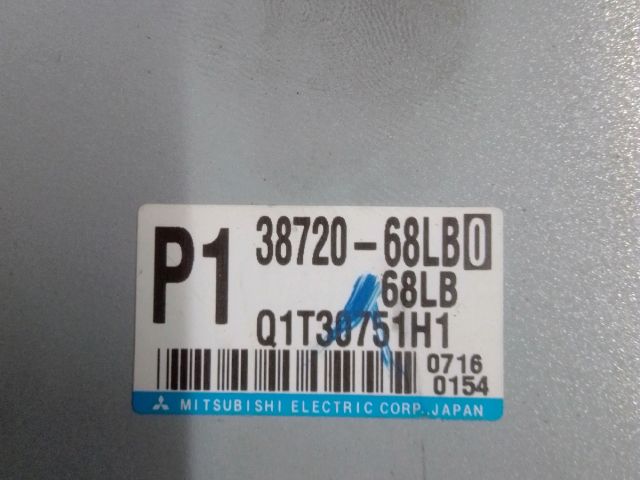 P1
38720-68LB0
68LB
Q1T30751H1
0716
0154
MITSUBISHI ELECTRIC CORP. JAPAN